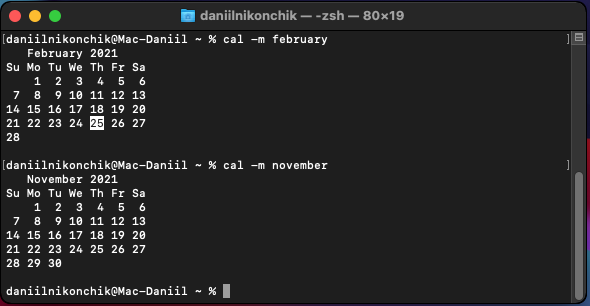 daniilnikonchik — -zsh — 80×19
[daniilnikonchik@Mac-Daniil ~ % cal -m february ]
   February 2021
Su Mo Tu We Th Fr Sa
    1  2  3  4  5  6
 7  8  9 10 11 12 13
14 15 16 17 18 19 20
21 22 23 24 25 26 27
28
[daniilnikonchik@Mac-Daniil ~ % cal -m november ]
   November 2021
Su Mo Tu We Th Fr Sa
    1  2  3  4  5  6
 7  8  9 10 11 12 13
14 15 16 17 18 19 20
21 22 23 24 25 26 27
28 29 30
daniilnikonchik@Mac-Daniil ~ %